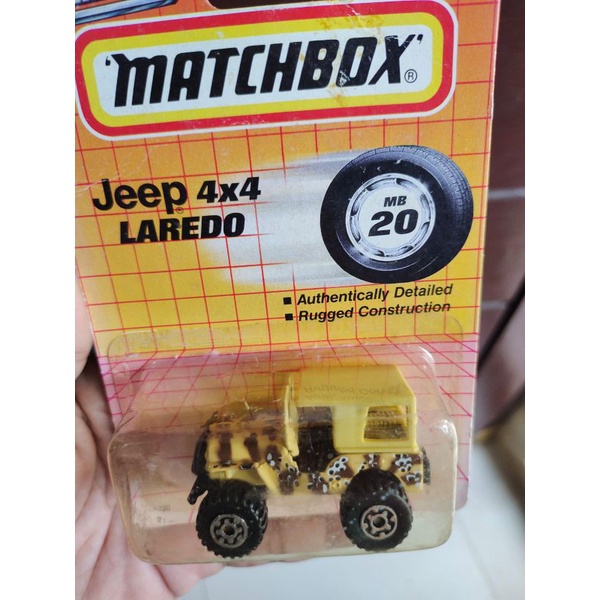 'MATCHBOX'®
Jeep® 4x4
LAREDO
MB
20
■ Authentically Detailed
■ Rugged Construction